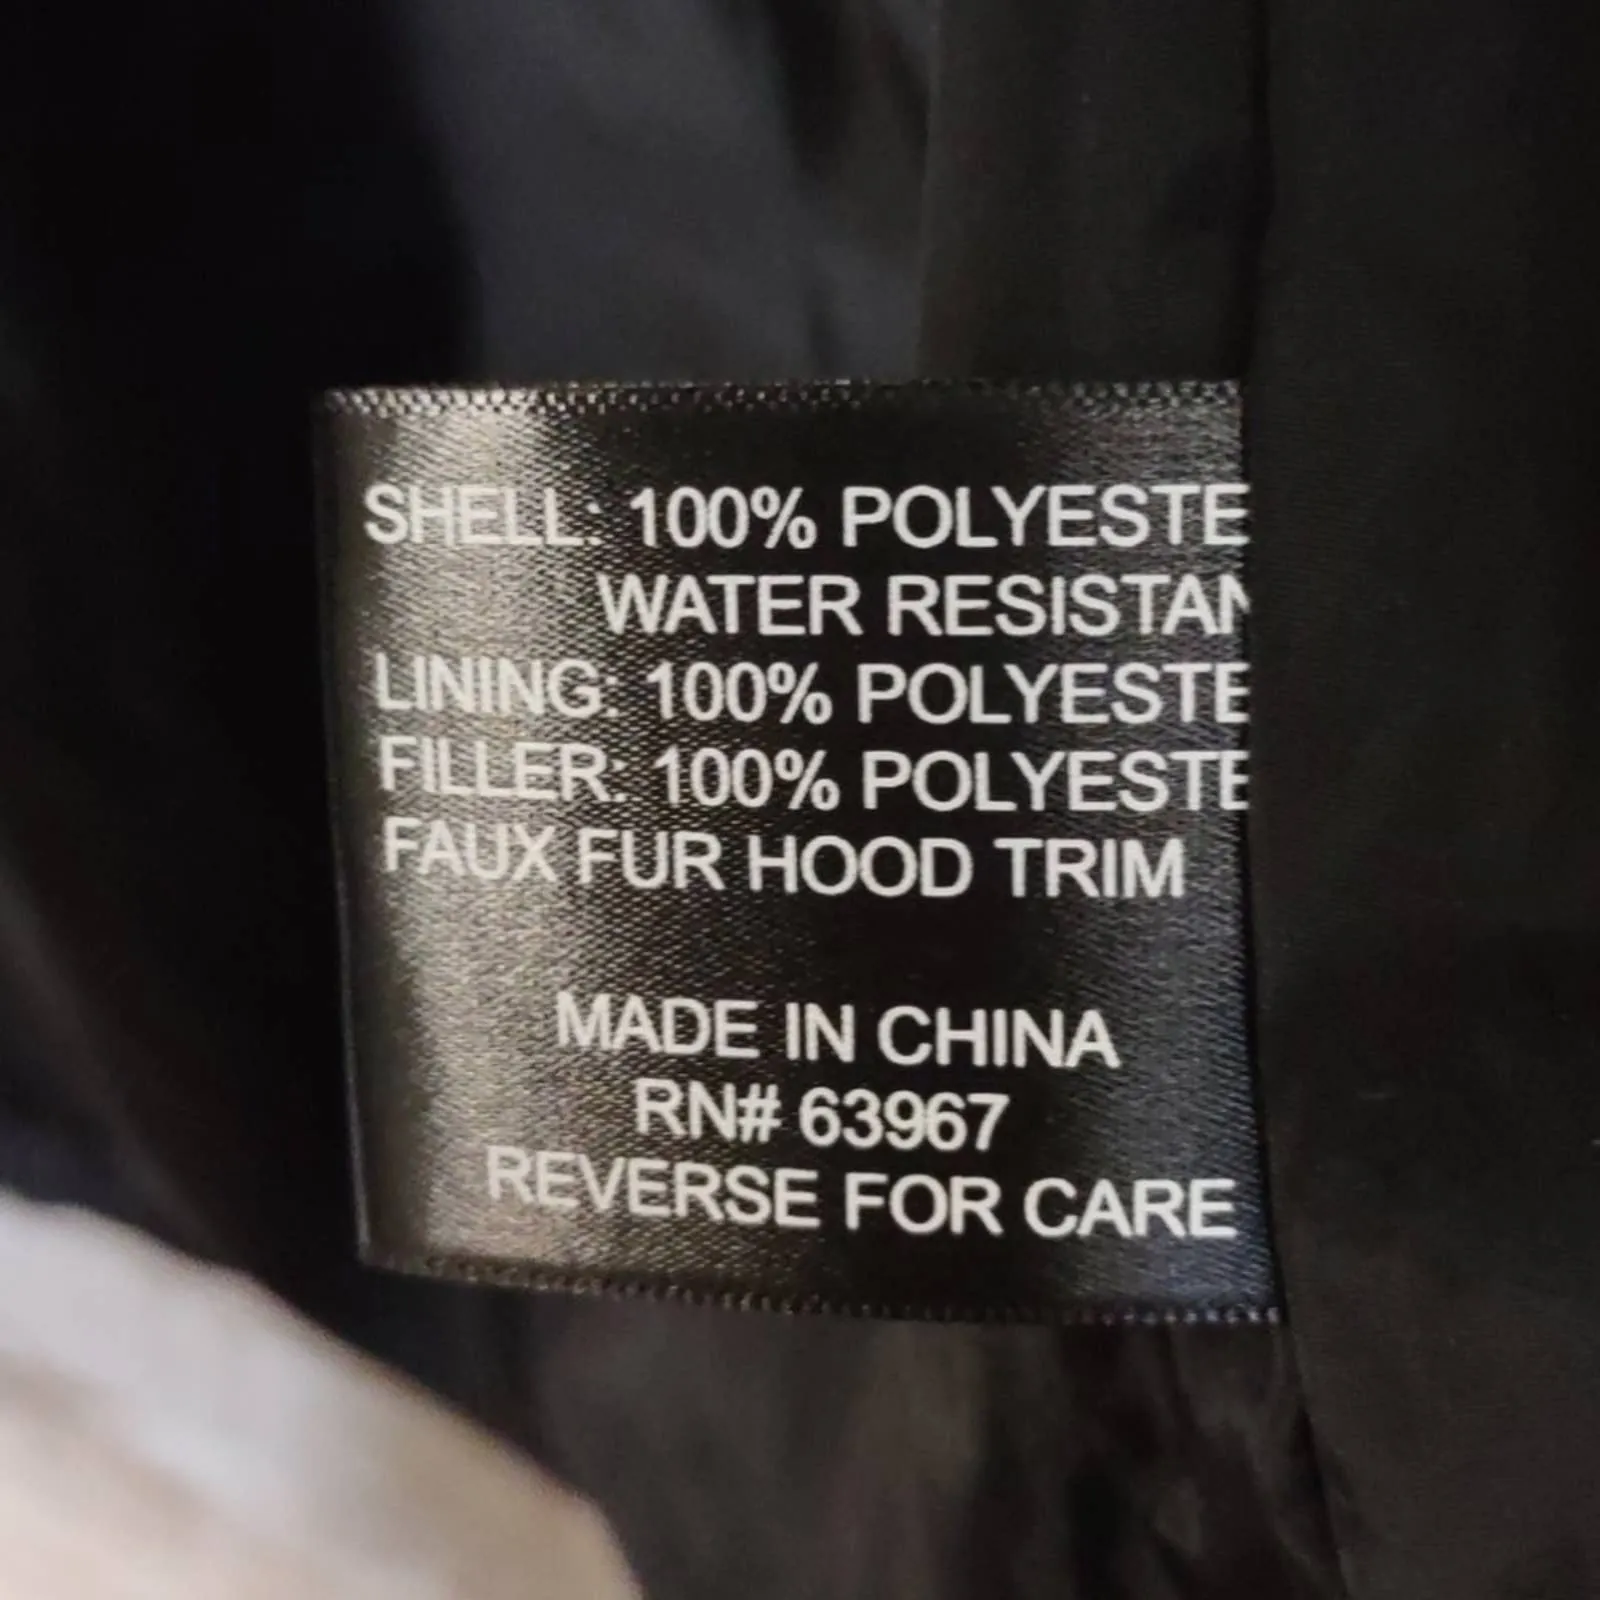 SHELL: 100% POLYESTE
WATER RESISTAN
LINING: 100% POLYESTE
FILLER: 100% POLYESTE
FAUX FUR HOOD TRIM
MADE IN CHINA
RN# 63967
REVERSE FOR CARE